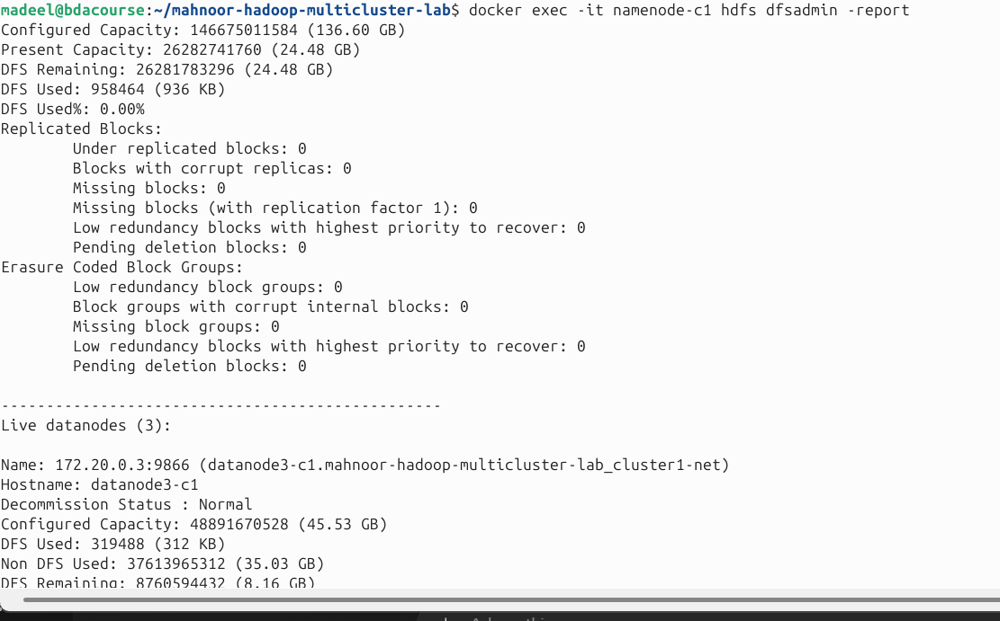 madeel@bdacourse:~/mahnoor-hadoop-multicluster-lab$ docker exec -it namenode-c1 hdfs dfsadmin -report
Configured Capacity: 146675011584 (136.60 GB)
Present Capacity: 26282741760 (24.48 GB)
DFS Remaining: 26281783296 (24.48 GB)
DFS Used: 958464 (936 KB)
DFS Used%: 0.00%
Replicated Blocks:
        Under replicated blocks: 0
        Blocks with corrupt replicas: 0
        Missing blocks: 0
        Missing blocks (with replication factor 1): 0
        Low redundancy blocks with highest priority to recover: 0
        Pending deletion blocks: 0
Erasure Coded Block Groups:
        Low redundancy block groups: 0
        Block groups with corrupt internal blocks: 0
        Missing block groups: 0
        Low redundancy blocks with highest priority to recover: 0
        Pending deletion blocks: 0
-------------------------------------------------
Live datanodes (3):
Name: 172.20.0.3:9866 (datanode3-c1.mahnoor-hadoop-multicluster-lab_cluster1-net)
Hostname: datanode3-c1
Decommission Status : Normal
Configured Capacity: 48891670528 (45.53 GB)
DFS Used: 319488 (312 KB)
Non DFS Used: 37613965312 (35.03 GB)
DFS Remaining: 8760594432 (8.16 GB)